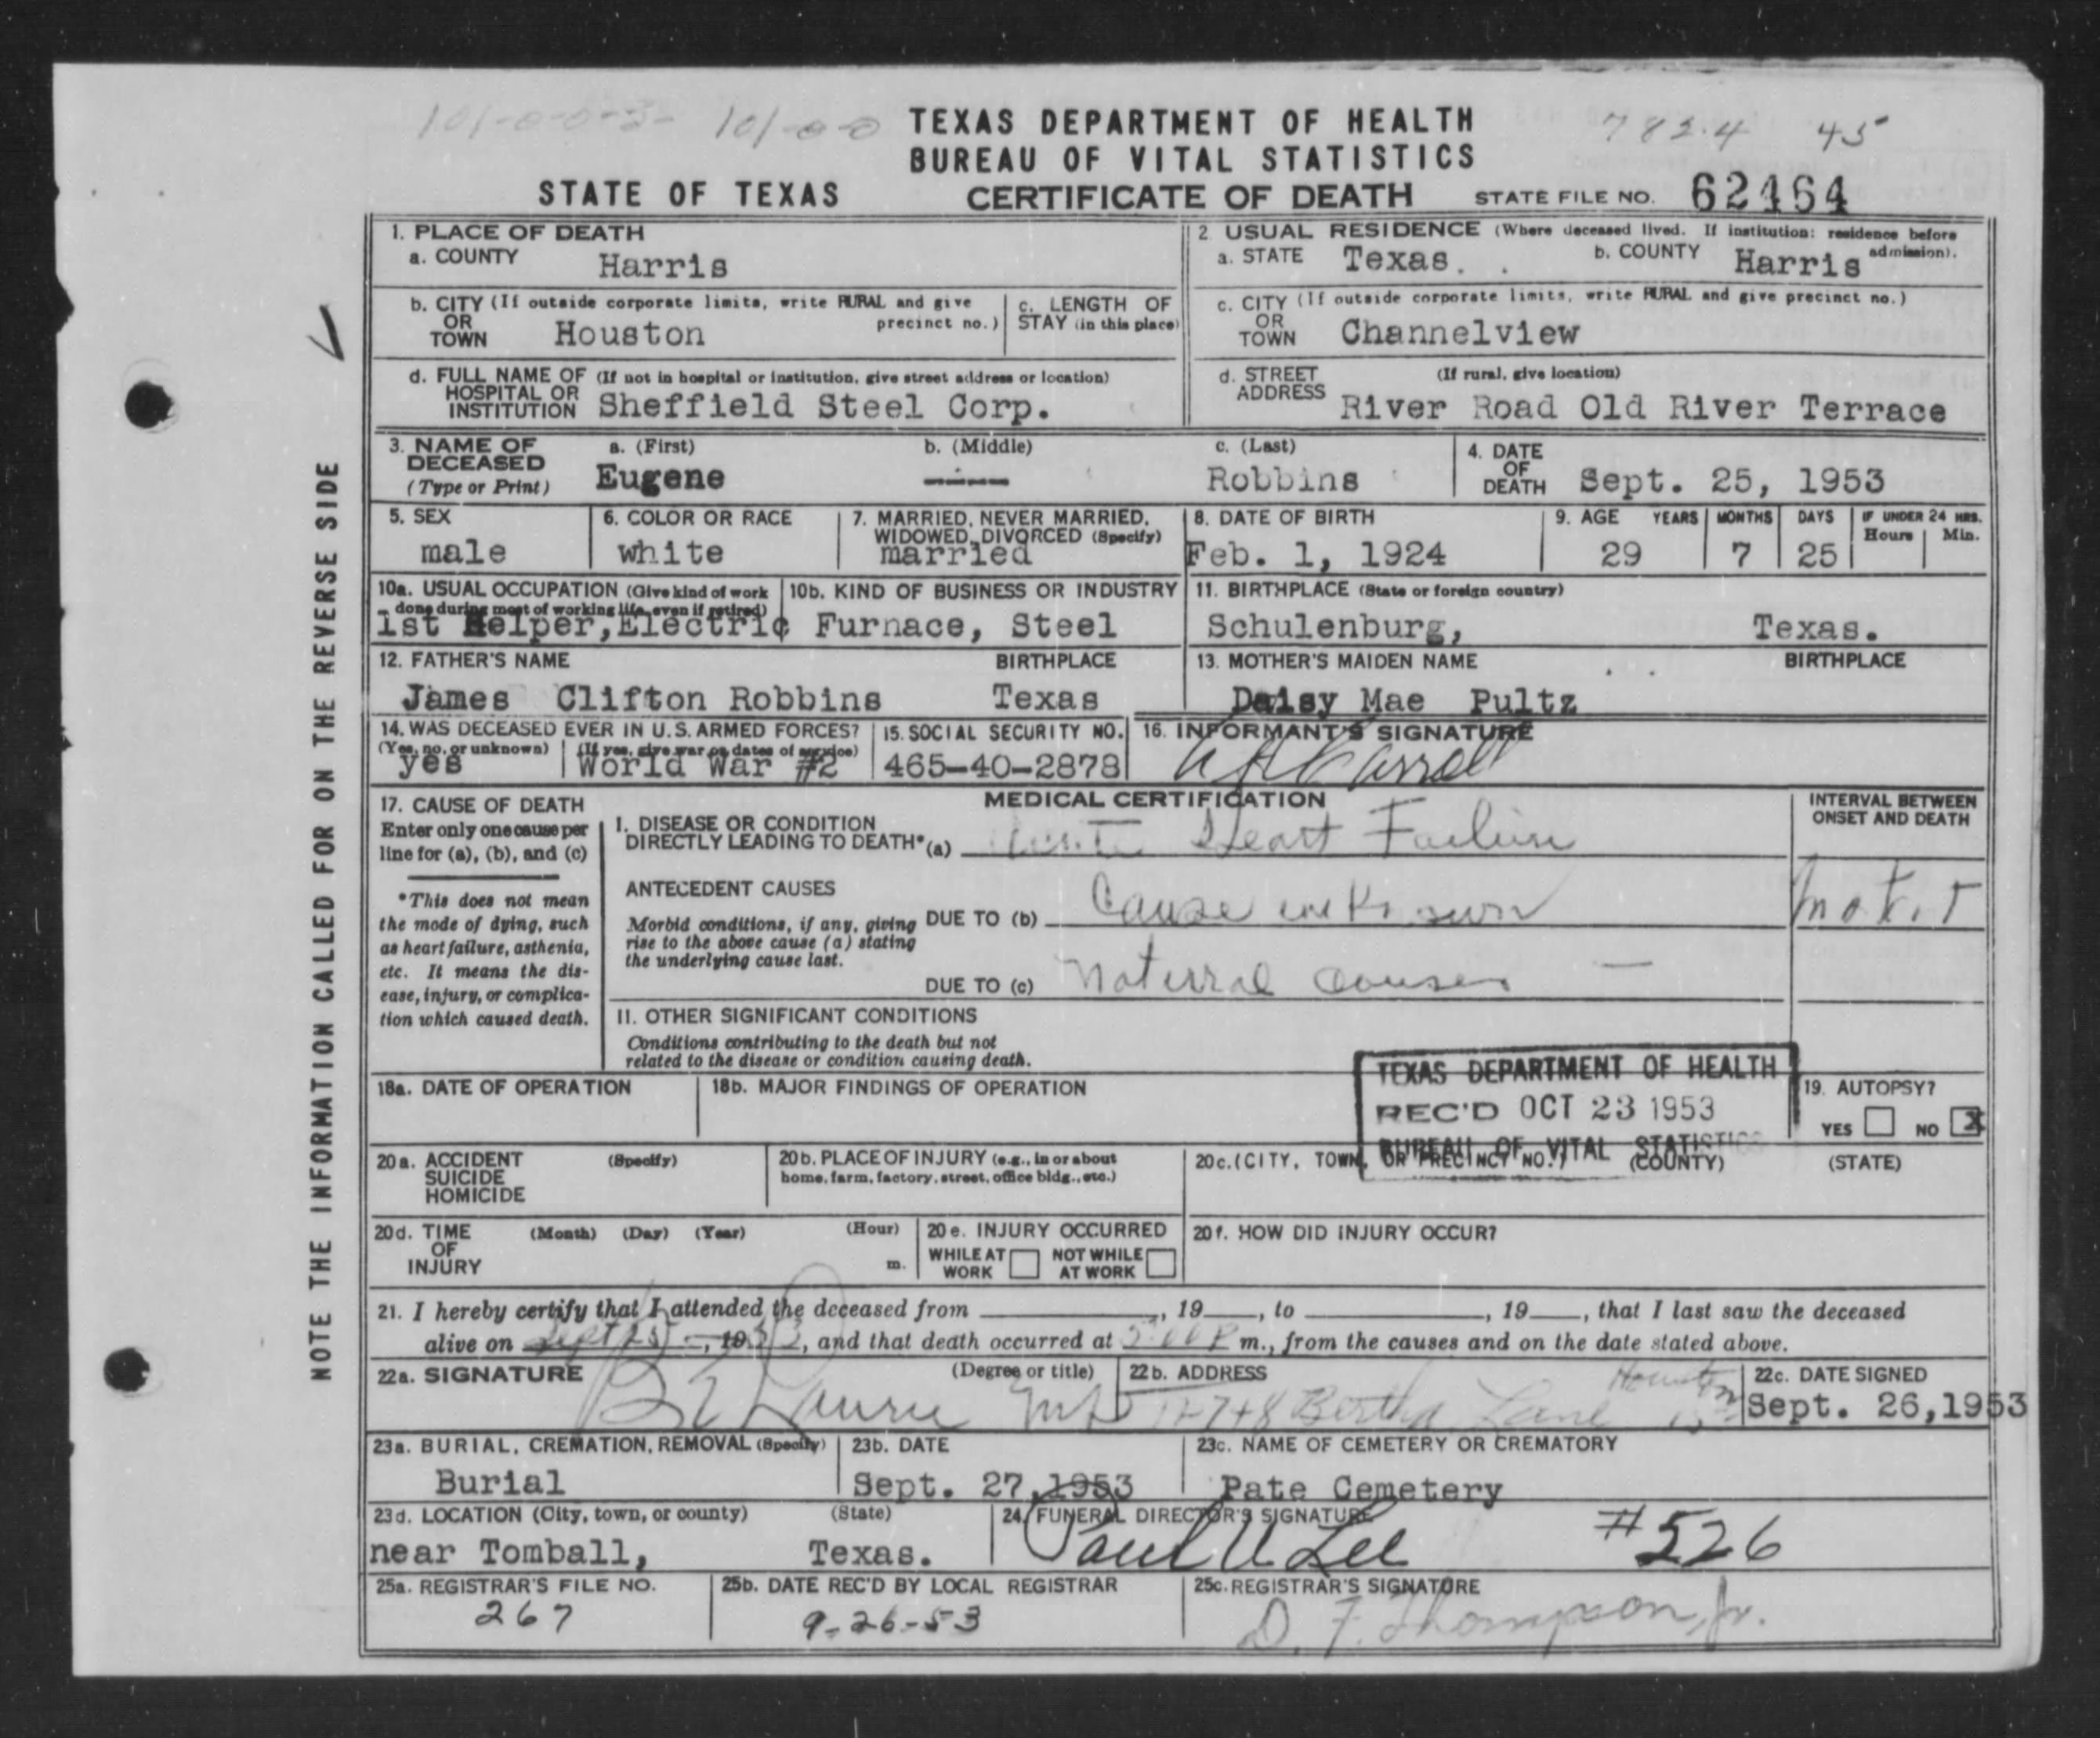 101-0-0-3- 101-0-0 TEXAS DEPARTMENT OF HEALTH 782.4 45
BUREAU OF VITAL STATISTICS
STATE OF TEXAS CERTIFICATE OF DEATH STATE FILE NO. 62464
NOTE THE INFORMATION CALLED FOR ON THE REVERSE SIDE
1. PLACE OF DEATH
a. COUNTY Harris
2. USUAL RESIDENCE (Where deceased lived. If institution: residence before admission).
a. STATE Texas. b. COUNTY Harris
b. CITY (If outside corporate limits, write RURAL and give precinct no.)
OR TOWN Houston
c. LENGTH OF STAY (in this place)
c. CITY (If outside corporate limits, write RURAL and give precinct no.)
OR TOWN Channelview
d. FULL NAME OF (If not in hospital or institution, give street address or location)
HOSPITAL OR INSTITUTION Sheffield Steel Corp.
d. STREET ADDRESS (If rural, give location)
River Road Old River Terrace
3. NAME OF DECEASED (Type or Print)
a. (First) Eugene
b. (Middle) ----
c. (Last) Robbins
4. DATE OF DEATH Sept. 25, 1953
5. SEX male
6. COLOR OR RACE white
7. MARRIED, NEVER MARRIED, WIDOWED, DIVORCED (Specify) married
8. DATE OF BIRTH Feb. 1, 1924
9. AGE YEARS 29 MONTHS 7 DAYS 25 IF UNDER 24 HRS. Hours Min.
10a. USUAL OCCUPATION (Give kind of work done during most of working life, even if retired)
10b. KIND OF BUSINESS OR INDUSTRY
1st Helper, Electric Furnace, Steel
11. BIRTHPLACE (State or foreign country)
Schulenburg, Texas.
12. FATHER'S NAME BIRTHPLACE
James Clifton Robbins Texas
13. MOTHER'S MAIDEN NAME BIRTHPLACE
Daisy Mae Pultz
14. WAS DECEASED EVER IN U.S. ARMED FORCES?
(Yes, no, or unknown) yes (If yes, give war or dates of service) World War #2
15. SOCIAL SECURITY NO. 465-40-2878
16. INFORMANT'S SIGNATURE
17. CAUSE OF DEATH
Enter only one cause per line for (a), (b), and (c)
*This does not mean the mode of dying, such as heart failure, asthenia, etc. It means the disease, injury, or complication which caused death.
MEDICAL CERTIFICATION
INTERVAL BETWEEN ONSET AND DEATH
I. DISEASE OR CONDITION DIRECTLY LEADING TO DEATH* (a) Acute Heart Failure
ANTECEDENT CAUSES
Morbid conditions, if any, giving rise to the above cause (a) stating the underlying cause last.
DUE TO (b) Cause unknown
DUE TO (c) Natural causes —
II. OTHER SIGNIFICANT CONDITIONS
Conditions contributing to the death but not related to the disease or condition causing death.
TEXAS DEPARTMENT OF HEALTH
REC'D OCT 23 1953
BUREAU OF VITAL STATISTICS
18a. DATE OF OPERATION
18b. MAJOR FINDINGS OF OPERATION
19. AUTOPSY?
YES NO X
20a. ACCIDENT SUICIDE HOMICIDE (Specify)
20b. PLACE OF INJURY (e.g., in or about home, farm, factory, street, office bldg., etc.)
20c. (CITY, TOWN, OR PRECINCT NO.) (COUNTY) (STATE)
20d. TIME OF INJURY (Month) (Day) (Year) (Hour) m.
20e. INJURY OCCURRED
WHILE AT WORK NOT WHILE AT WORK
20f. HOW DID INJURY OCCUR?
21. I hereby certify that I attended the deceased from , 19 , to , 19 , that I last saw the deceased
alive on Sept 25 , 1953, and that death occurred at m., from the causes and on the date stated above.
22a. SIGNATURE (Degree or title)
MD
22b. ADDRESS
Bertha Lane Houston
22c. DATE SIGNED
Sept. 26, 1953
23a. BURIAL, CREMATION, REMOVAL (Specify)
Burial
23b. DATE
Sept. 27, 1953
23c. NAME OF CEMETERY OR CREMATORY
Pate Cemetery
23d. LOCATION (City, town, or county) (State)
near Tomball, Texas.
24. FUNERAL DIRECTOR'S SIGNATURE
Paul U. Lee #526
25a. REGISTRAR'S FILE NO.
267
25b. DATE REC'D BY LOCAL REGISTRAR
9-26-53
25c. REGISTRAR'S SIGNATURE
D. F. Thompson, Jr.